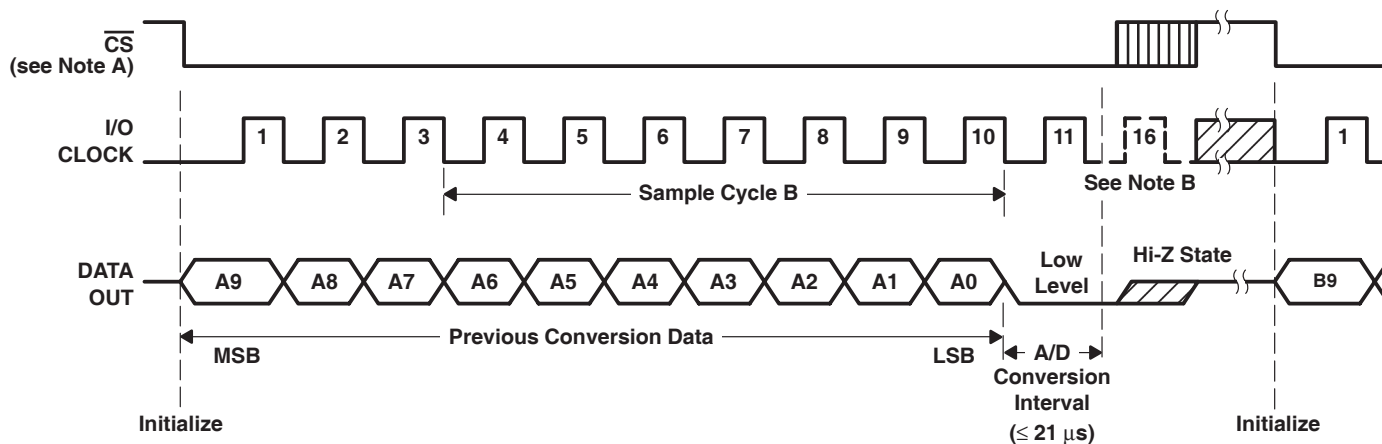 CS
(see Note A)
I/O
CLOCK
1 2 3 4 5 6 7 8 9 10 11 16 1
See Note B
Sample Cycle B
DATA
OUT
A9 A8 A7 A6 A5 A4 A3 A2 A1 A0
Low
Level
Hi-Z State
B9
Previous Conversion Data
MSB
LSB
A/D
Conversion
Interval
(≤ 21 μs)
Initialize
Initialize